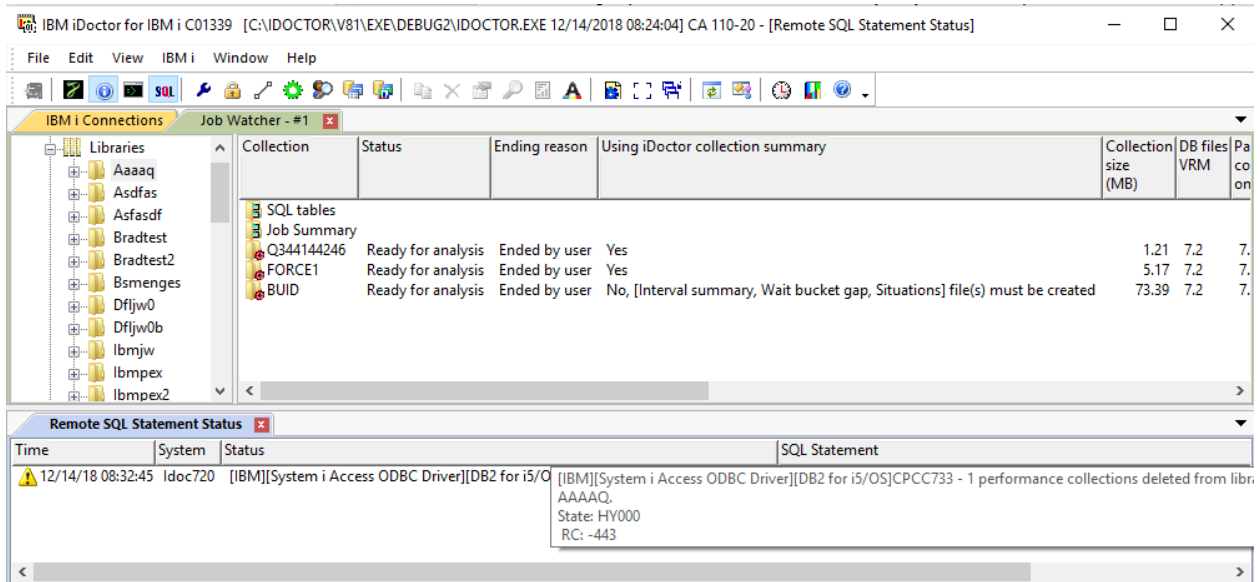 IBM iDoctor for IBM i C01339 [C:\IDOCTOR\V81\EXE\DEBUG2\IDOCTOR.EXE 12/14/2018 08:24:04] CA 110-20 - [Remote SQL Statement Status]
File Edit View IBM i Window Help
SQL
IBM i Connections Job Watcher - #1
Libraries
Aaaaq
Asdfas
Asfasdf
Bradtest
Bradtest2
Bsmenges
Dfljw0
Dfljw0b
Ibmjw
Ibmpex
Ibmpex2
Collection Status Ending reason Using iDoctor collection summary Collection DB files Pa
size VRM co
(MB) on
SQL tables
Job Summary
Q344144246 Ready for analysis Ended by user Yes 1.21 7.2 7.
FORCE1 Ready for analysis Ended by user Yes 5.17 7.2 7.
BUID Ready for analysis Ended by user No, [Interval summary, Wait bucket gap, Situations] file(s) must be created 73.39 7.2 7.
Remote SQL Statement Status
Time System Status SQL Statement
12/14/18 08:32:45 Idoc720 [IBM][System i Access ODBC Driver][DB2 for i5/O
[IBM][System i Access ODBC Driver][DB2 for i5/OS]CPCC733 - 1 performance collections deleted from libra
AAAAQ.
State: HY000
RC: -443